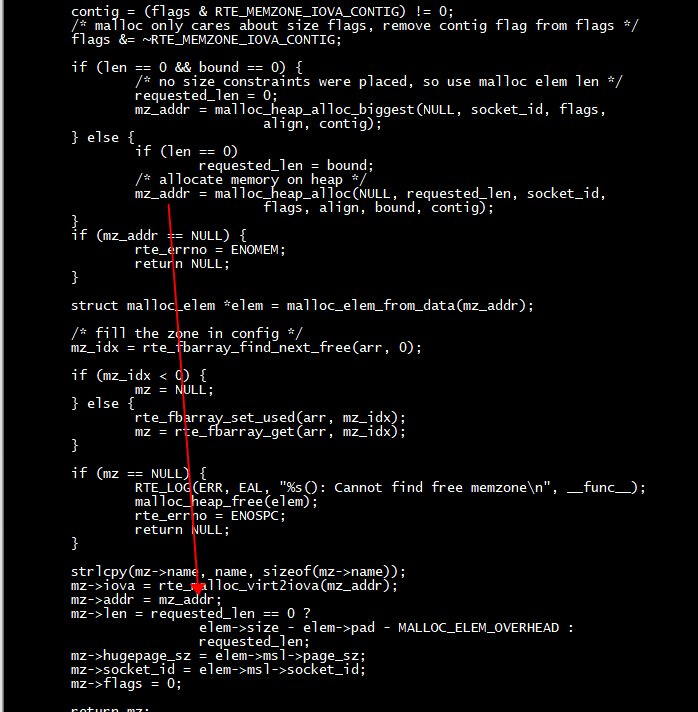 contig = (flags & RTE_MEMZONE_IOVA_CONTIG) != 0;
/* malloc only cares about size flags, remove contig flag from flags */
flags &= ~RTE_MEMZONE_IOVA_CONTIG;
if (len == 0 && bound == 0) {
/* no size constraints were placed, so use malloc elem len */
requested_len = 0;
mz_addr = malloc_heap_alloc_biggest(NULL, socket_id, flags,
align, contig);
} else {
if (len == 0)
requested_len = bound;
/* allocate memory on heap */
mz_addr = malloc_heap_alloc(NULL, requested_len, socket_id,
flags, align, bound, contig);
}
if (mz_addr == NULL) {
rte_errno = ENOMEM;
return NULL;
}
struct malloc_elem *elem = malloc_elem_from_data(mz_addr);
/* fill the zone in config */
mz_idx = rte_fbarray_find_next_free(arr, 0);
if (mz_idx < 0) {
mz = NULL;
} else {
rte_fbarray_set_used(arr, mz_idx);
mz = rte_fbarray_get(arr, mz_idx);
}
if (mz == NULL) {
RTE_LOG(ERR, EAL, "%s(): Cannot find free memzone\n", __func__);
malloc_heap_free(elem);
rte_errno = ENOSPC;
return NULL;
}
strlcpy(mz->name, name, sizeof(mz->name));
mz->iova = rte_malloc_virt2iova(mz_addr);
mz->addr = mz_addr;
mz->len = requested_len == 0 ?
elem->size - elem->pad - MALLOC_ELEM_OVERHEAD :
requested_len;
mz->hugepage_sz = elem->msl->page_sz;
mz->socket_id = elem->msl->socket_id;
mz->flags = 0;
return mz;